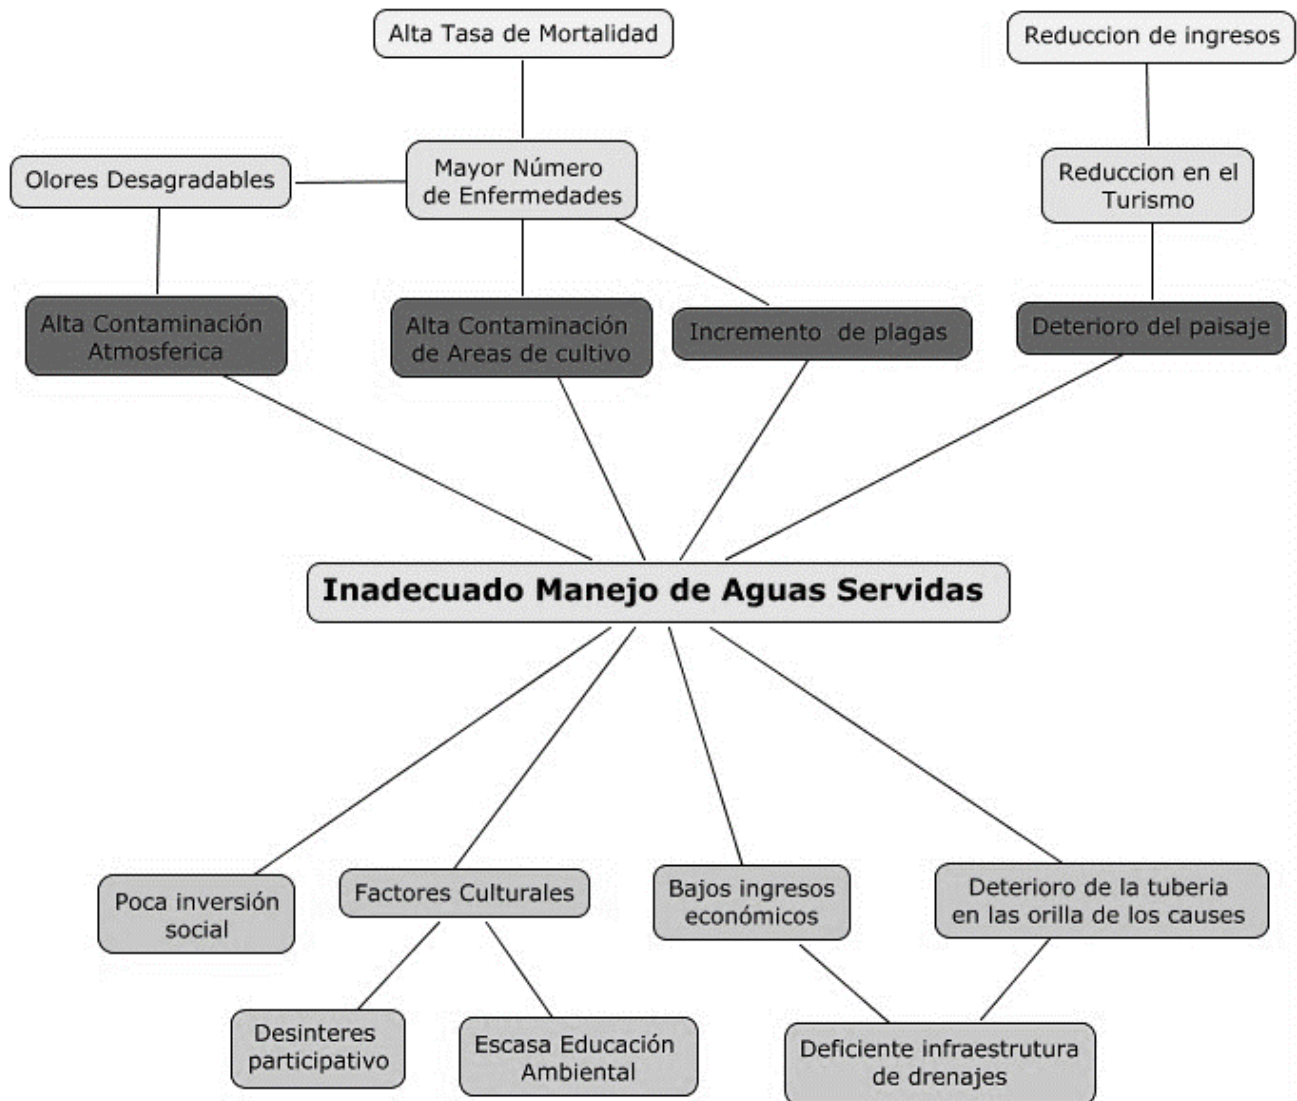 Alta Tasa de Mortalidad
Reduccion de ingresos
Olores Desagradables
Mayor Número
de Enfermedades
Reduccion en el
Turismo
Alta Contaminación
Atmosferica
Alta Contaminación
de Areas de cultivo
Incremento de plagas
Deterioro del paisaje
Inadecuado Manejo de Aguas Servidas
Poca inversión
social
Factores Culturales
Bajos ingresos
económicos
Deterioro de la tuberia
en las orilla de los causes
Desinteres
participativo
Escasa Educación
Ambiental
Deficiente infraestrutura
de drenajes